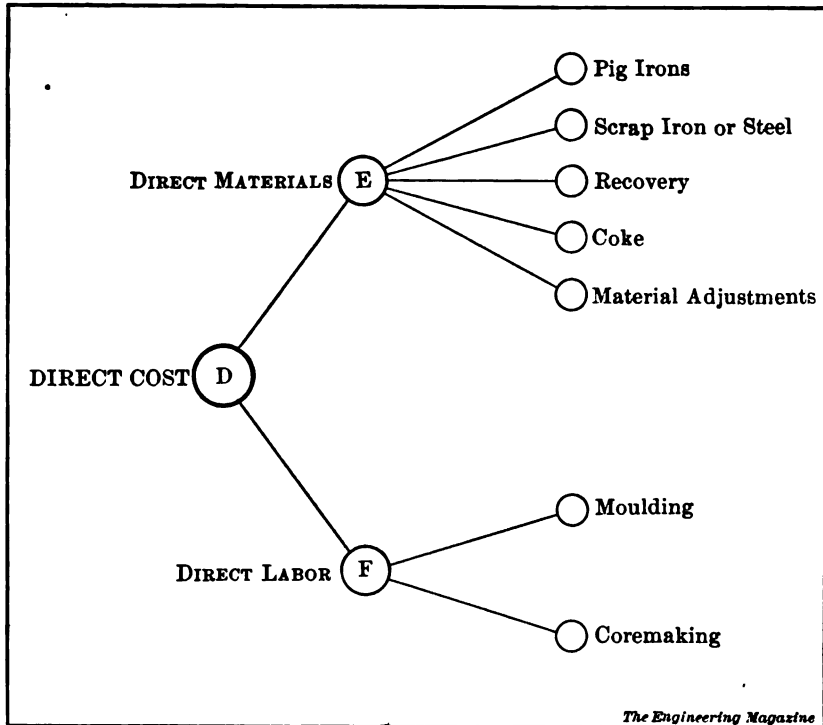 Pig Irons
Scrap Iron or Steel
DIRECT MATERIALS E
Recovery
Coke
Material Adjustments
DIRECT COST D
Moulding
DIRECT LABOR F
Coremaking
The Engineering Magazine